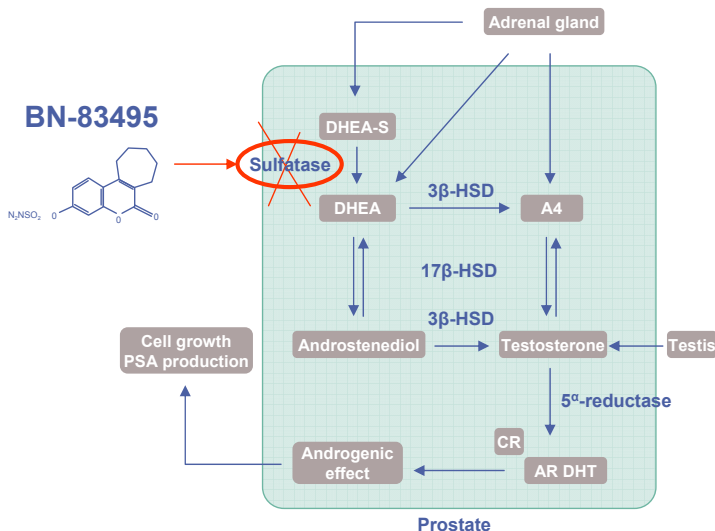 Adrenal gland
BN-83495
DHEA-S
Sulfatase
N₂NSO₂
O
O
O
DHEA
3β-HSD
A4
17β-HSD
3β-HSD
Cell growth
PSA production
Androstenediol
Testosterone
Testis
5α-reductase
CR
Androgenic
effect
AR DHT
Prostate